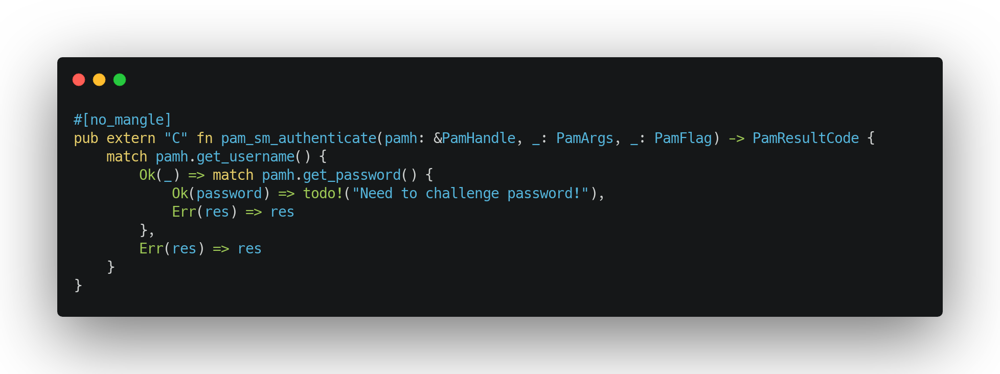 #[no_mangle]
pub extern "C" fn pam_sm_authenticate(pamh: &PamHandle, _: PamArgs, _: PamFlag) -> PamResultCode {
    match pamh.get_username() {
        Ok(_) => match pamh.get_password() {
            Ok(password) => todo!("Need to challenge password!"),
            Err(res) => res
        },
        Err(res) => res
    }
}